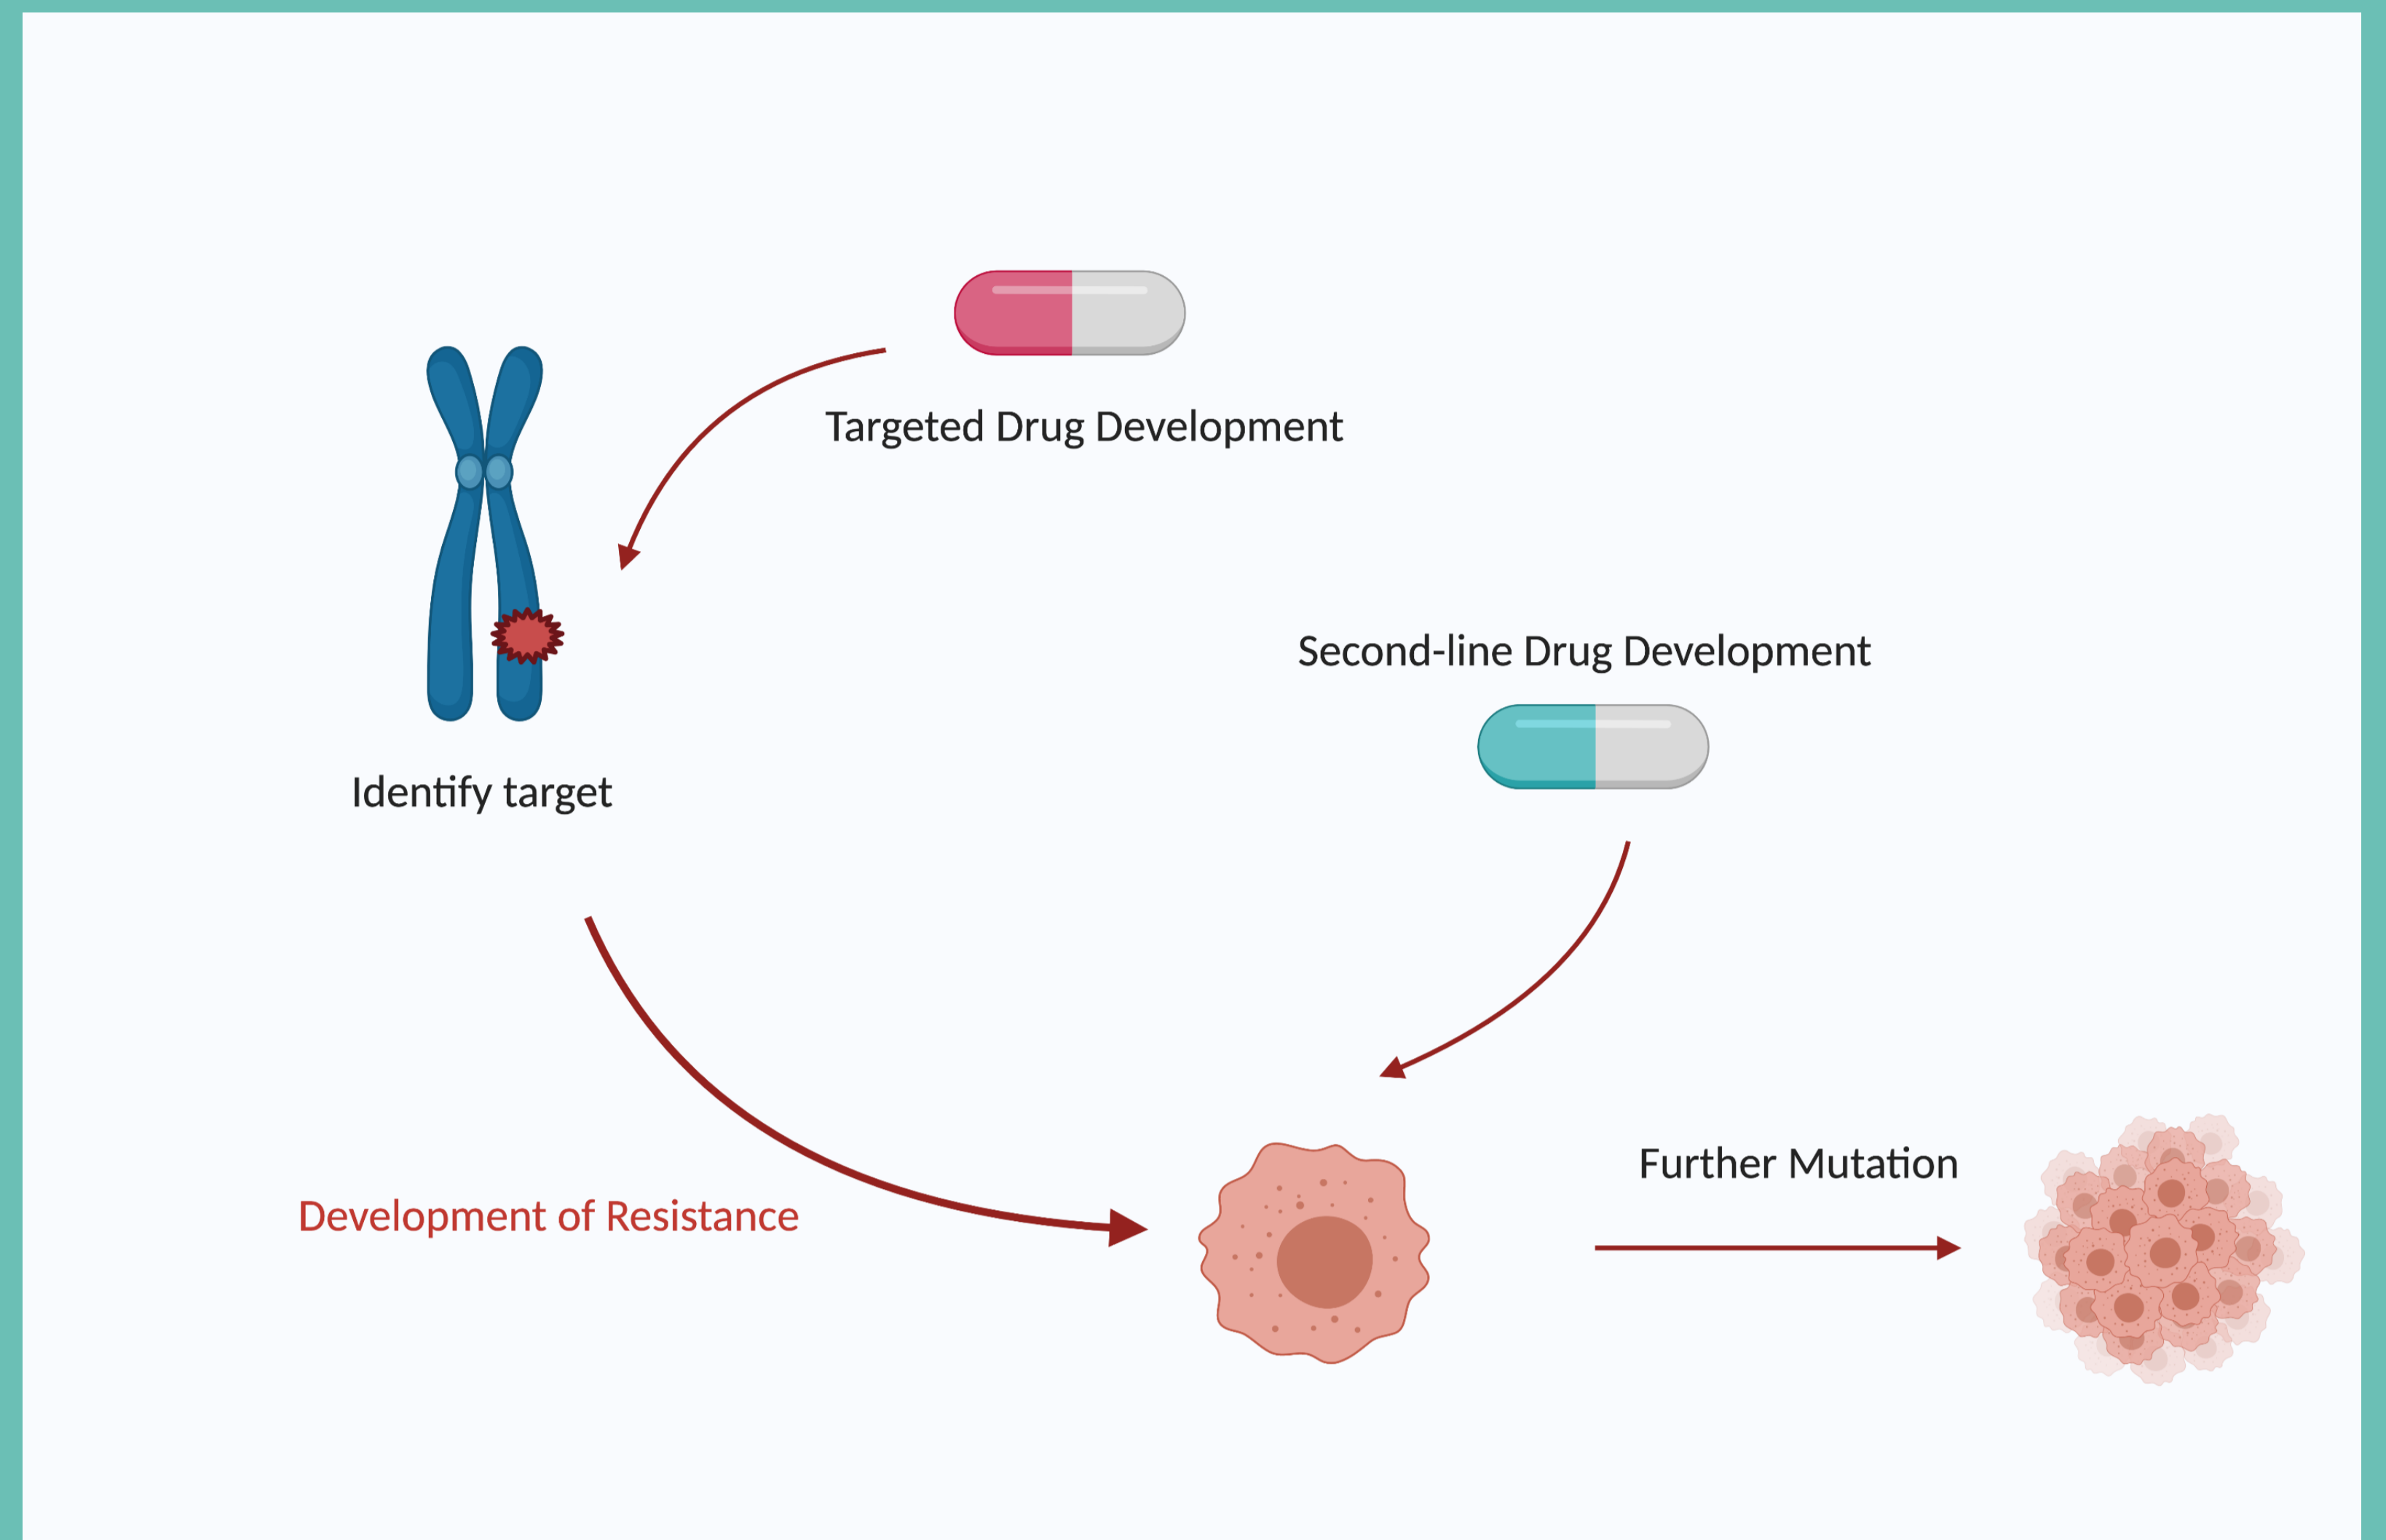 Targeted Drug Development
Second-line Drug Development
Identify target
Further Mutation
Development of Resistance